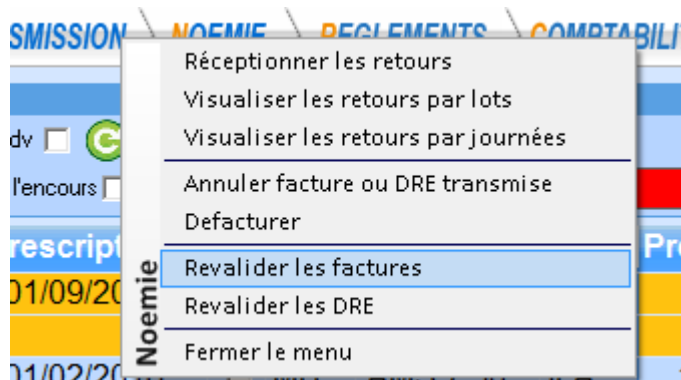 SMISSION NOEMIE REGLEMENTS COMPTABILI
Réceptionner les retours
dv Visualiser les retours par lots
Visualiser les retours par journées
l'encours Annuler facture ou DRE transmise
Defacturer
rescript Pr
Revalider les factures
01/09/20 Revalider les DRE
Noemie
Fermer le menu
01/02/20